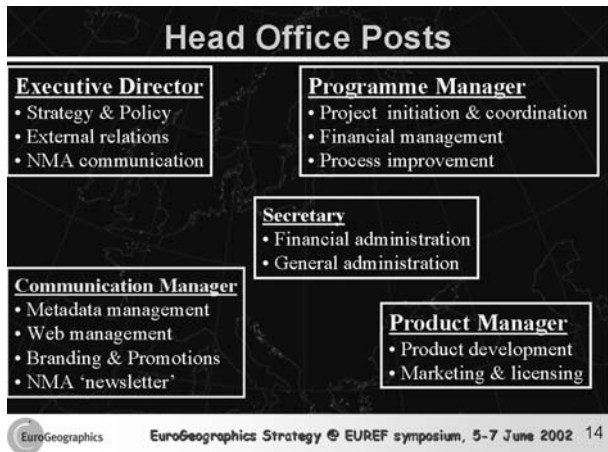 Head Office Posts
Executive Director
• Strategy & Policy
• External relations
• NMA communication
Programme Manager
• Project initiation & coordination
• Financial management
• Process improvement
Secretary
• Financial administration
• General administration
Communication Manager
• Metadata management
• Web management
• Branding & Promotions
• NMA ‘newsletter’
Product Manager
• Product development
• Marketing & licensing
EuroGeographics
EuroGeographics Strategy @ EUREF symposium, 5-7 June 2002
14